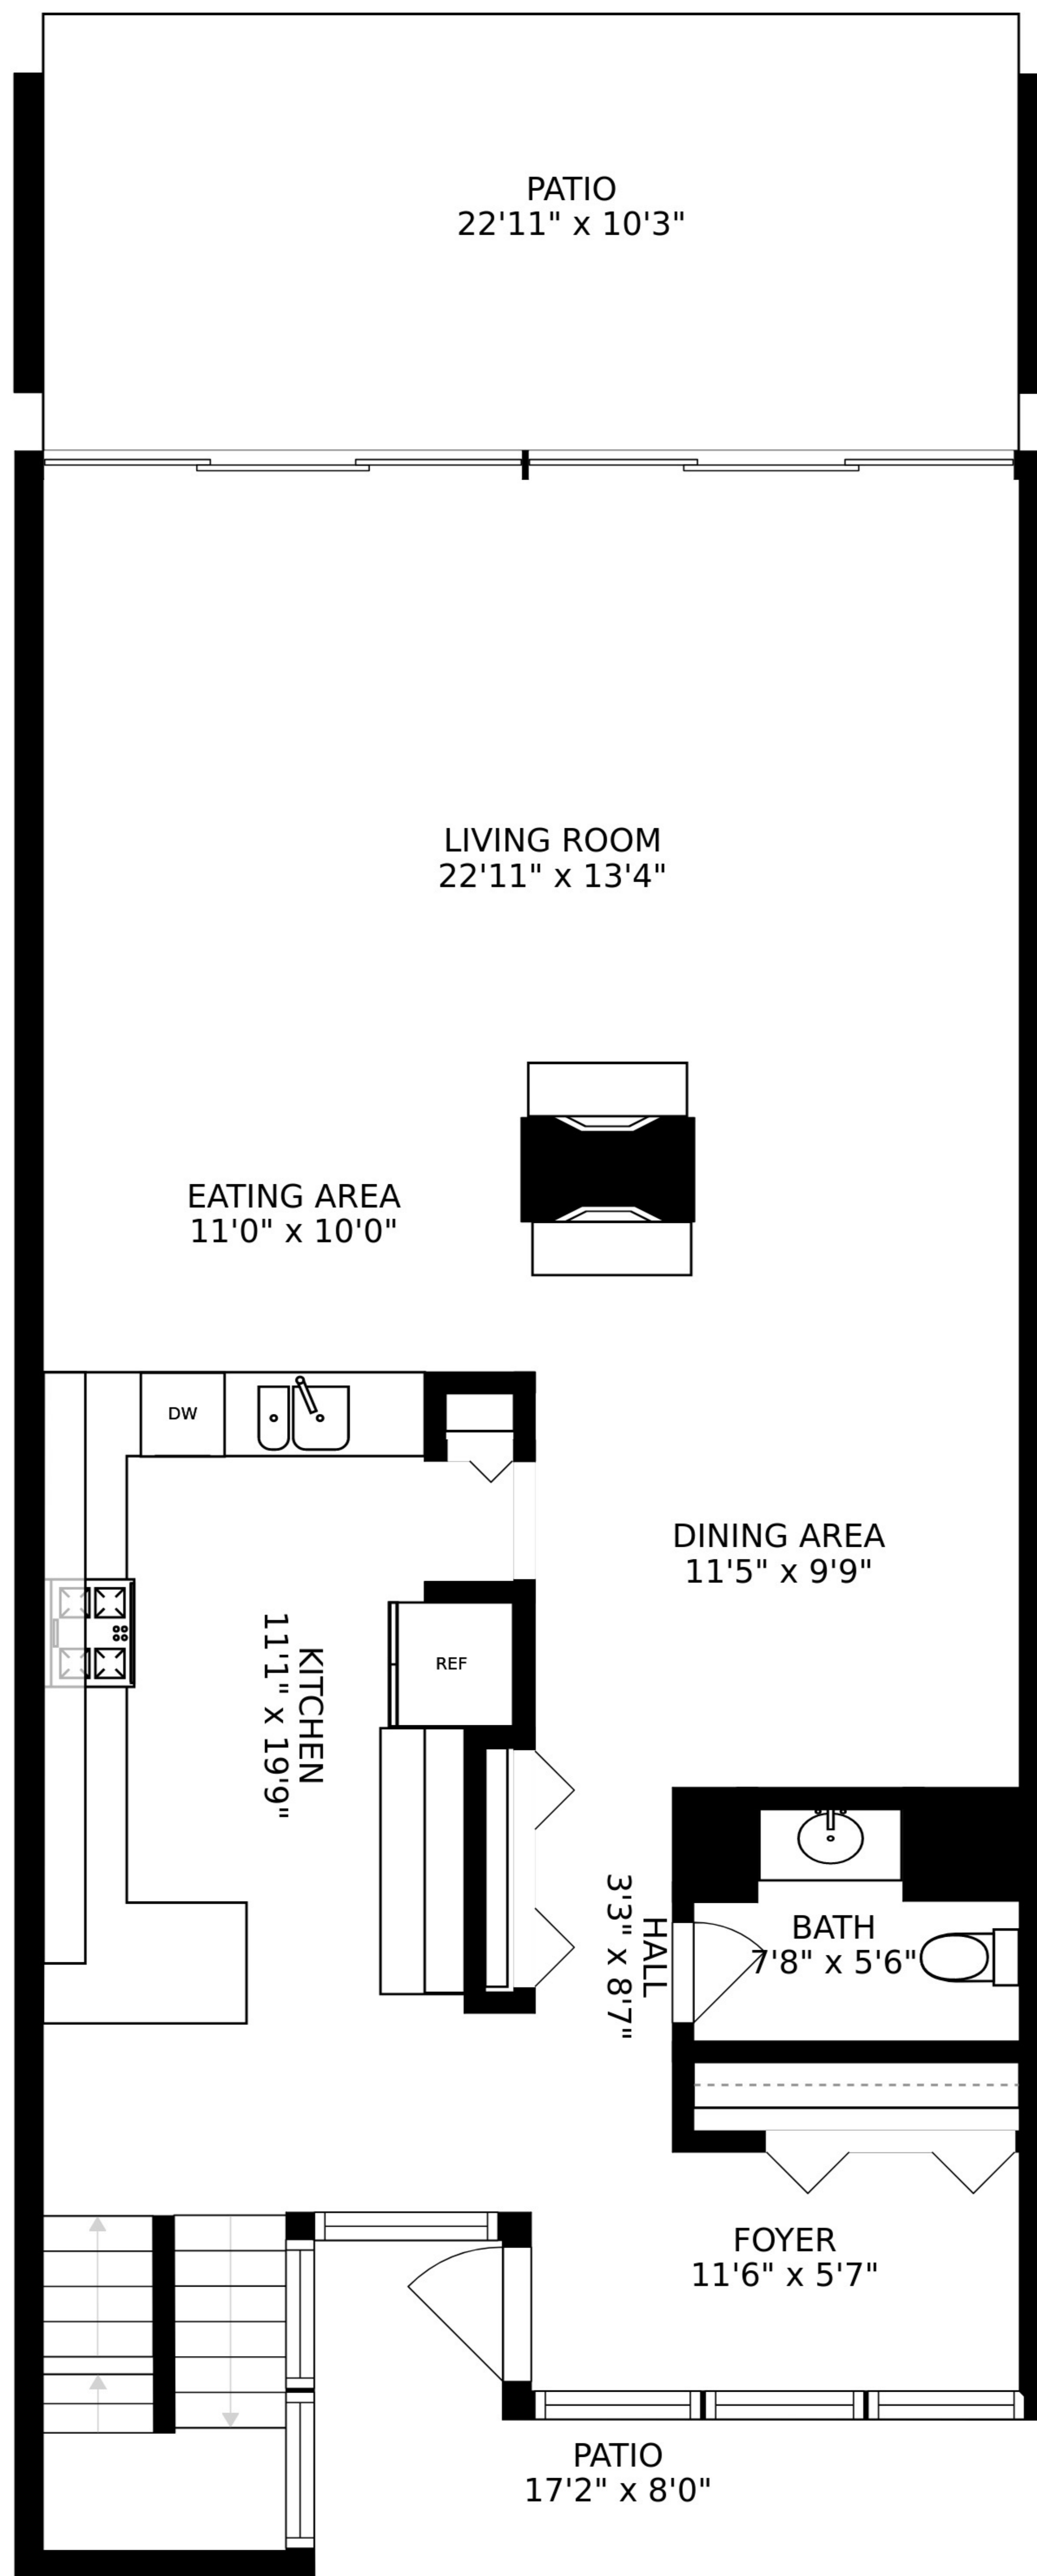 PATIO
22'11" x 10'3"
LIVING ROOM
22'11" x 13'4"
EATING AREA
11'0" x 10'0"
DW
DINING AREA
11'5" x 9'9"
REF
KITCHEN
11'1" x 19'9"
HALL
3'3" x 8'7"
BATH
7'8" x 5'6"
FOYER
11'6" x 5'7"
PATIO
17'2" x 8'0"